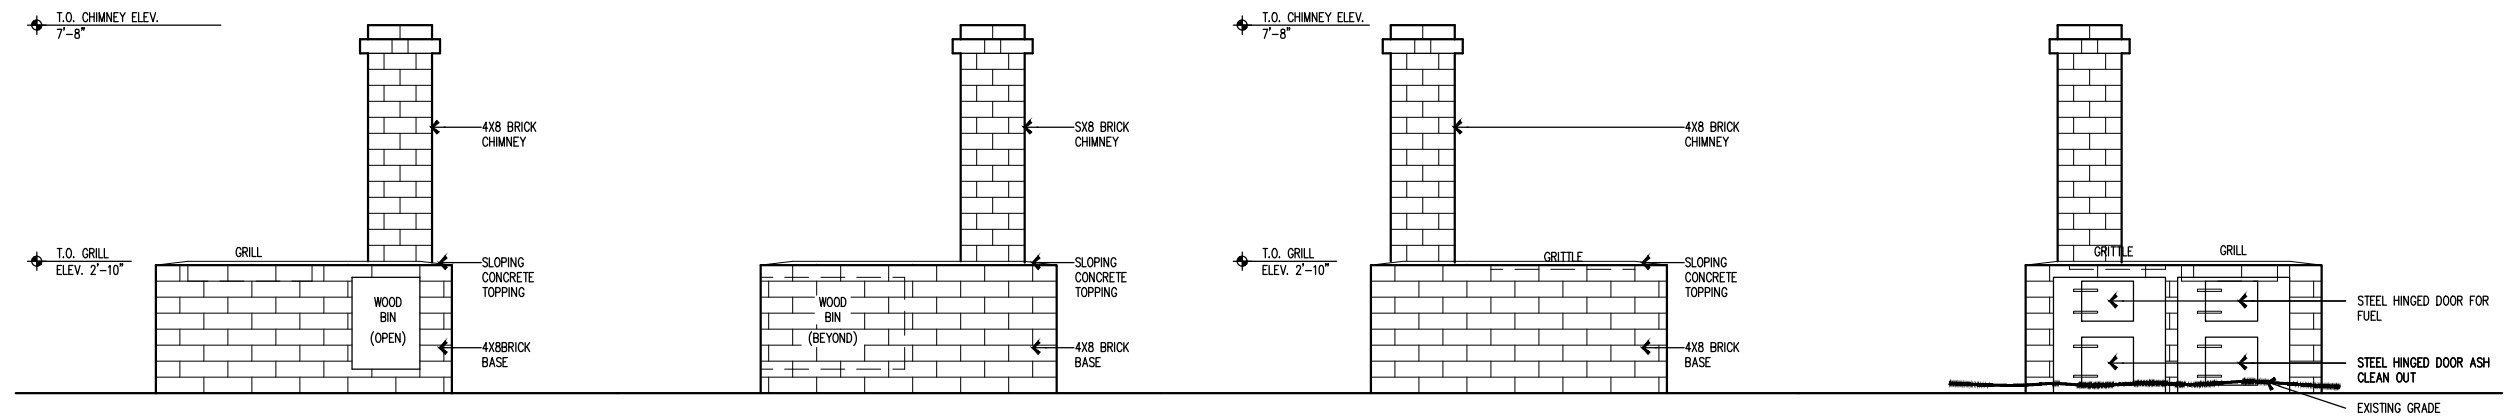 T.O. CHIMNEY ELEV.
7'-8"
4X8 BRICK
CHIMNEY
T.O. GRILL
ELEV. 2'-10"
GRILL
SLOPING
CONCRETE
TOPPING
WOOD
BIN
(OPEN)
4X8BRICK
BASE
SX8 BRICK
CHIMNEY
SLOPING
CONCRETE
TOPPING
WOOD
BIN
(BEYOND)
4X8 BRICK
BASE
T.O. CHIMNEY ELEV.
7'-8"
4X8 BRICK
CHIMNEY
T.O. GRILL
ELEV. 2'-10"
GRITTLE
SLOPING
CONCRETE
TOPPING
4X8 BRICK
BASE
GRITTLE
GRILL
STEEL HINGED DOOR FOR
FUEL
STEEL HINGED DOOR ASH
CLEAN OUT
EXISTING GRADE